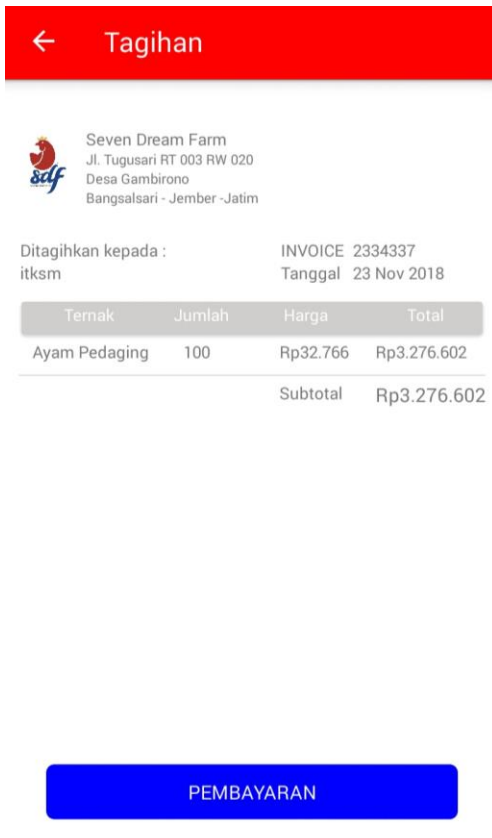 Tagihan
sdf
Seven Dream Farm
Jl. Tugusari RT 003 RW 020
Desa Gambirono
Bangsalsari - Jember -Jatim
Ditagihkan kepada :
itksm
INVOICE 2334337
Tanggal 23 Nov 2018
Ternak Jumlah Harga Total
Ayam Pedaging 100 Rp32.766 Rp3.276.602
Subtotal Rp3.276.602
PEMBAYARAN